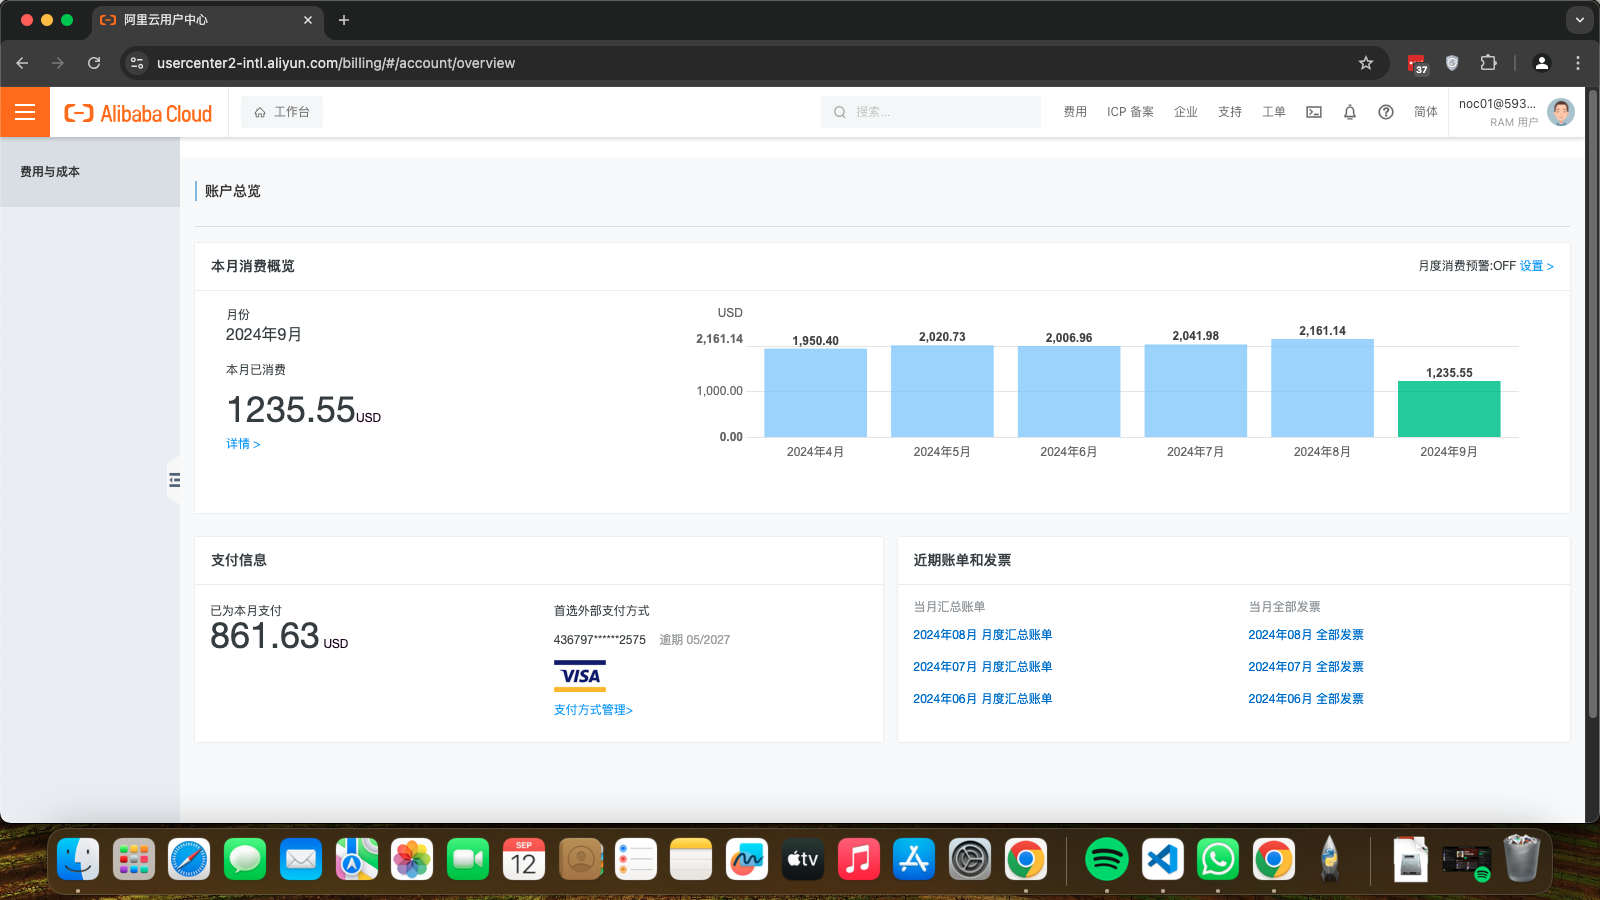 阿里云用户中心
usercenter2-intl.aliyun.com/billing/#/account/overview
37
Alibaba Cloud
工作台
搜索...
费用
ICP 备案
企业
支持
工单
简体
noc01@593...
RAM 用户
费用与成本
账户总览
本月消费概览
月度消费预警:OFF 设置 >
月份
2024年9月
本月已消费
1235.55USD
详情 >
USD
2,161.14
1,000.00
0.00
1,950.40
2,020.73
2,006.96
2,041.98
2,161.14
1,235.55
2024年4月
2024年5月
2024年6月
2024年7月
2024年8月
2024年9月
支付信息
已为本月支付
861.63 USD
首选外部支付方式
436797******2575 逾期 05/2027
VISA
支付方式管理>
近期账单和发票
当月汇总账单
2024年08月 月度汇总账单
2024年07月 月度汇总账单
2024年06月 月度汇总账单
当月全部发票
2024年08月 全部发票
2024年07月 全部发票
2024年06月 全部发票
SEP
12
tv